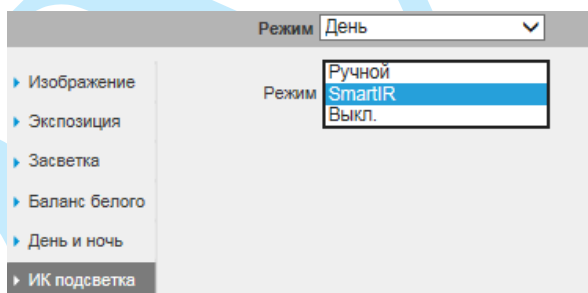 Режим День
Изображение
Экспозиция
Засветка
Баланс белого
День и ночь
ИК подсветка
Режим
Ручной
SmartIR
Выкл.